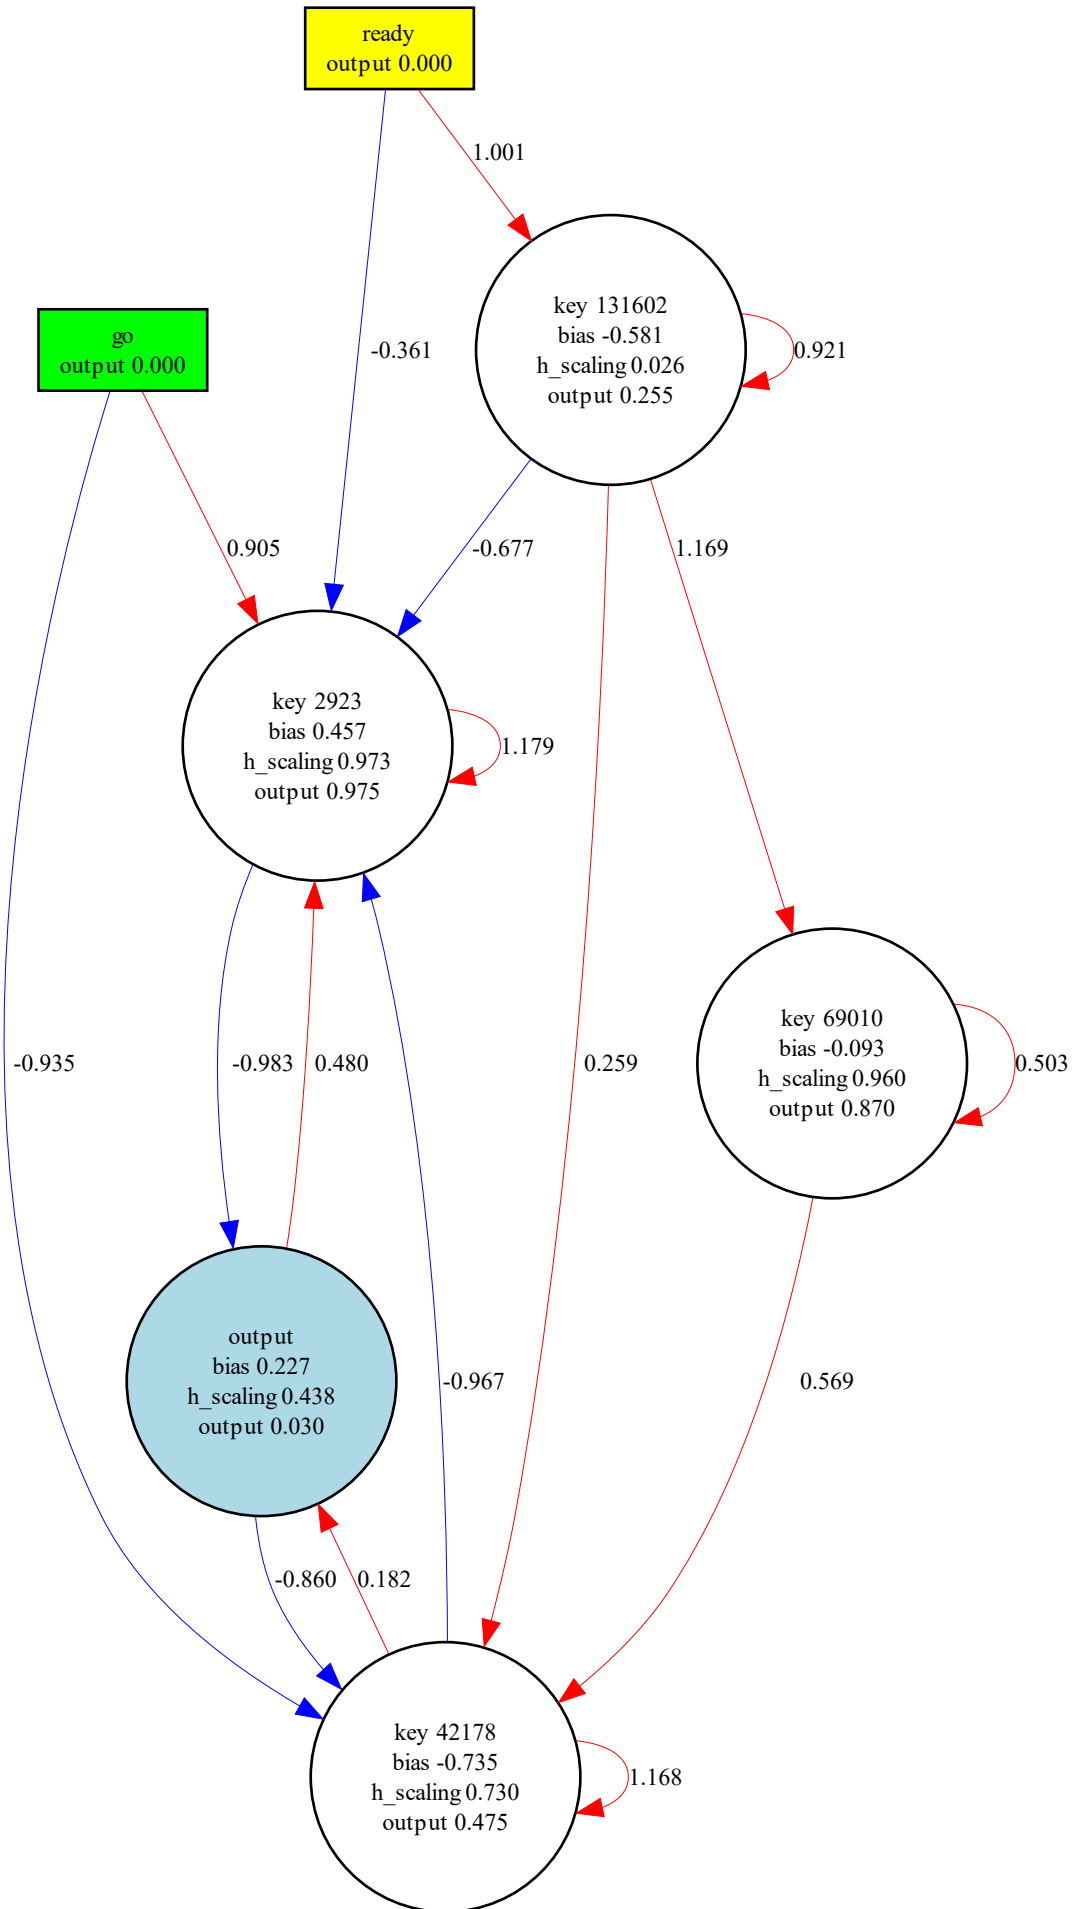 ready
output 0.000
1.001
key 131602
bias -0.581
h_scaling 0.026
output 0.255
0.921
go
output 0.000
-0.361
0.905
-0.677
1.169
key 2923
bias 0.457
h_scaling 0.973
output 0.975
1.179
key 69010
bias -0.093
h_scaling 0.960
output 0.870
0.503
-0.935
-0.983
0.480
0.259
output
bias 0.227
h_scaling 0.438
output 0.030
-0.967
0.569
-0.860
0.182
key 42178
bias -0.735
h_scaling 0.730
output 0.475
1.168